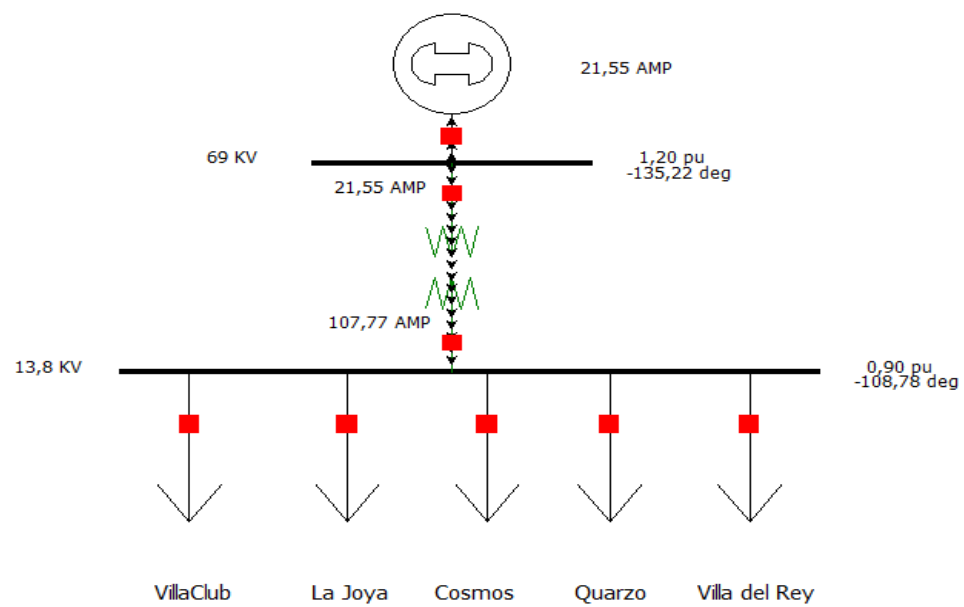 21,55 AMP
69 KV
1,20 pu
-135,22 deg
21,55 AMP
107,77 AMP
13,8 KV
0,90 pu
-108,78 deg
VillaClub
La Joya
Cosmos
Quarzo
Villa del Rey